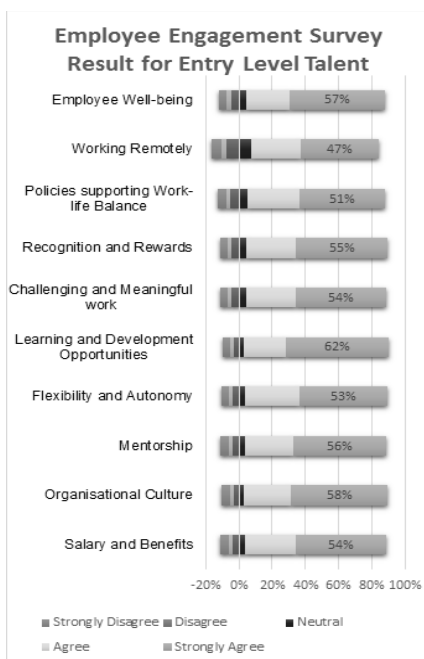 Employee Engagement Survey
Result for Entry Level Talent
Employee Well-being
57%
Working Remotely
47%
Policies supporting Work-
life Balance
51%
Recognition and Rewards
55%
Challenging and Meaningful
work
54%
Learning and Development
Opportunities
62%
Flexibility and Autonomy
53%
Mentorship
56%
Organisational Culture
58%
Salary and Benefits
54%
-20% 0% 20% 40% 60% 80% 100%
Strongly Disagree Disagree Neutral
Agree Strongly Agree